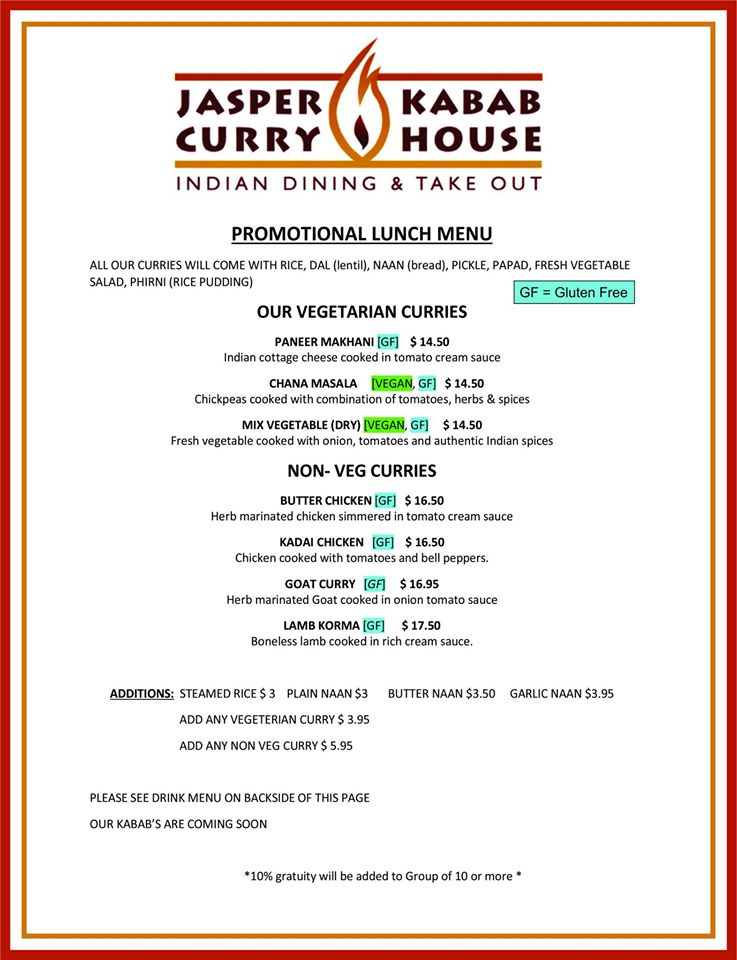 JASPER KABAB
CURRY HOUSE
INDIAN DINING & TAKE OUT
PROMOTIONAL LUNCH MENU
ALL OUR CURRIES WILL COME WITH RICE, DAL (lentil), NAAN (bread), PICKLE, PAPAD, FRESH VEGETABLE
SALAD, PHIRNI (RICE PUDDING)
GF = Gluten Free
OUR VEGETARIAN CURRIES
PANEER MAKHANI [GF] $ 14.50
Indian cottage cheese cooked in tomato cream sauce
CHANA MASALA [VEGAN, GF] $ 14.50
Chickpeas cooked with combination of tomatoes, herbs & spices
MIX VEGETABLE (DRY) [VEGAN, GF] $ 14.50
Fresh vegetable cooked with onion, tomatoes and authentic Indian spices
NON- VEG CURRIES
BUTTER CHICKEN [GF] $ 16.50
Herb marinated chicken simmered in tomato cream sauce
KADAI CHICKEN [GF] $ 16.50
Chicken cooked with tomatoes and bell peppers.
GOAT CURRY [GF] $ 16.95
Herb marinated Goat cooked in onion tomato sauce
LAMB KORMA [GF] $ 17.50
Boneless lamb cooked in rich cream sauce.
ADDITIONS: STEAMED RICE $ 3 PLAIN NAAN $3 BUTTER NAAN $3.50 GARLIC NAAN $3.95
ADD ANY VEGETERIAN CURRY $ 3.95
ADD ANY NON VEG CURRY $ 5.95
PLEASE SEE DRINK MENU ON BACKSIDE OF THIS PAGE
OUR KABAB'S ARE COMING SOON
*10% gratuity will be added to Group of 10 or more *